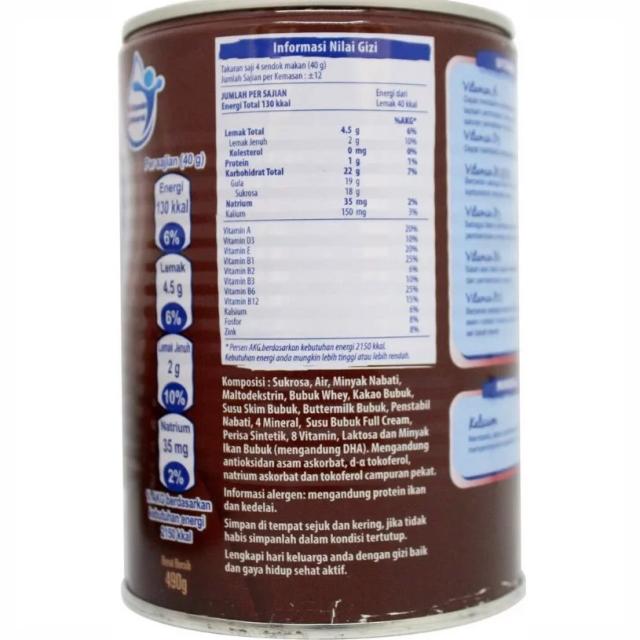 Informasi Nilai Gizi
Takaran saji 4 sendok makan (40 g)
Jumlah Sajian per Kemasan : ±12
JUMLAH PER SAJIAN
Energi Total 130 kkal
Energi dari
Lemak 40 kkal
%AKG*
Lemak Total 4.5 g 6%
Lemak Jenuh 2 g 10%
Kolesterol 0 mg 0%
Protein 1 g 1%
Karbohidrat Total 22 g 7%
Gula 19 g
Sukrosa 18 g
Natrium 35 mg 2%
Kalium 150 mg 3%
Vitamin A 20%
Vitamin D3 10%
Vitamin E 20%
Vitamin B1 25%
Vitamin B2 6%
Vitamin B3 10%
Vitamin B6 25%
Vitamin B12 15%
Kalsium 6%
Fosfor 8%
Zink 8%
* Persen AKG berdasarkan kebutuhan energi 2150 kkal.
Kebutuhan energi anda mungkin lebih tinggi atau lebih rendah.
Komposisi : Sukrosa, Air, Minyak Nabati,
Maltodekstrin, Bubuk Whey, Kakao Bubuk,
Susu Skim Bubuk, Buttermilk Bubuk, Penstabil
Nabati, 4 Mineral, Susu Bubuk Full Cream,
Perisa Sintetik, 8 Vitamin, Laktosa dan Minyak
Ikan Bubuk (mengandung DHA). Mengandung
antioksidan asam askorbat, d-α tokoferol,
natrium askorbat dan tokoferol campuran pekat.
Informasi alergen: mengandung protein ikan
dan kedelai.
Simpan di tempat sejuk dan kering, jika tidak
habis simpanlah dalam kondisi tertutup.
Lengkapi hari keluarga anda dengan gizi baik
dan gaya hidup sehat aktif.
Per sajian (40 g)
Energi
130 kkal
6%
Lemak
4.5 g
6%
Lemak Jenuh
2 g
10%
Natrium
35 mg
2%
% AKG berdasarkan
kebutuhan energi
2150 kkal
Berat Bersih
490g
Vitamin A
Vitamin D3
Vitamin E
Kalsium